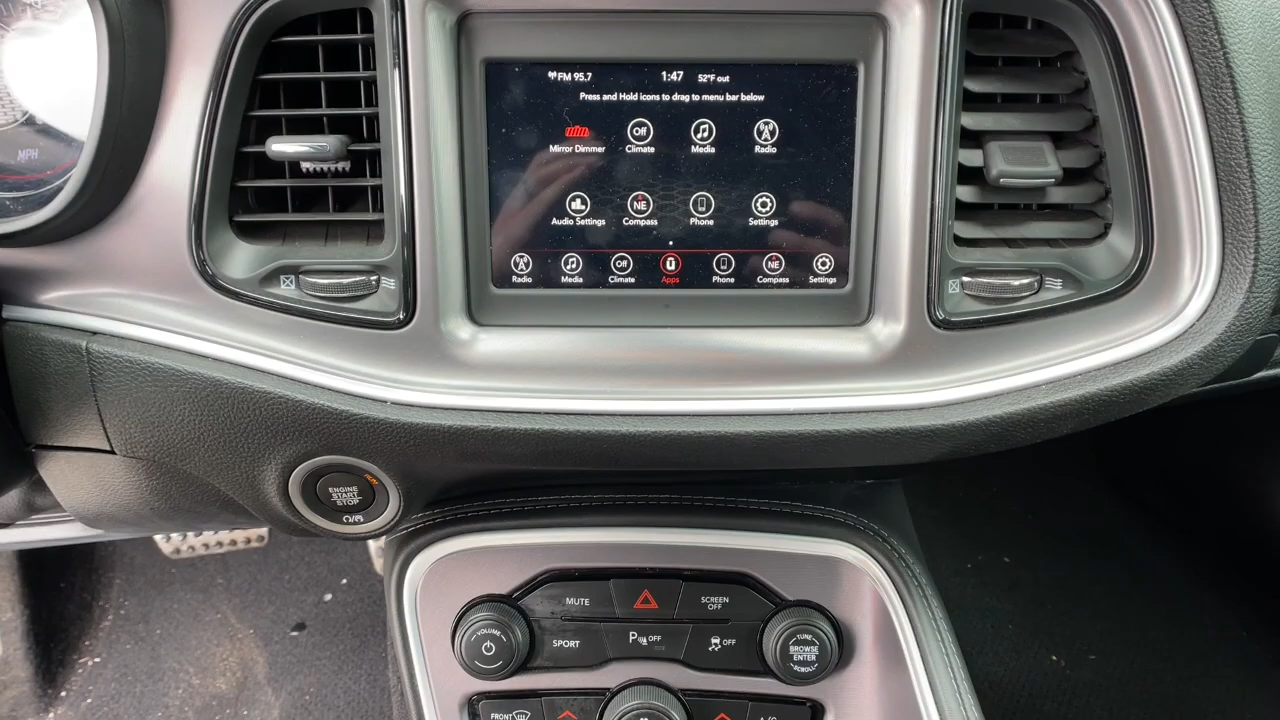 MPH
FM 95.7 1:47 52°F out
Press and Hold icons to drag to menu bar below
Mirror Dimmer Off Climate Media Radio
Audio Settings NE Compass Phone Settings
Radio Media Off Climate Apps Phone NE Compass Settings
RUN
ENGINE
START
STOP
MUTE SCREEN
OFF
VOLUME SPORT P OFF OFF TUNE
BROWSE
ENTER
SCROLL
FRONT A/C